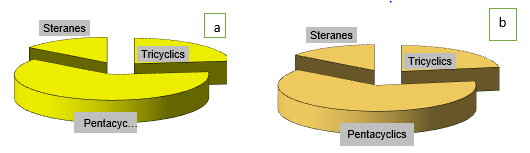 Steranes
Tricyclics
a
Pentacyc...
Steranes
Tricyclics
b
Pentacyclics